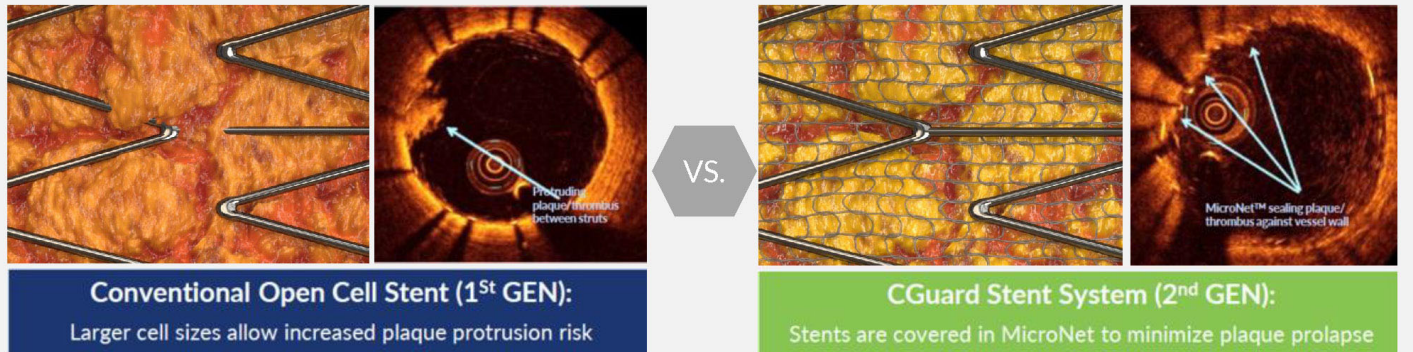 Protruding
plaque/thrombus
between struts
VS.
MicroNet™ sealing plaque/
thrombus against vessel wall
Conventional Open Cell Stent (1St GEN):
Larger cell sizes allow increased plaque protrusion risk
CGuard Stent System (2nd GEN):
Stents are covered in MicroNet to minimize plaque prolapse